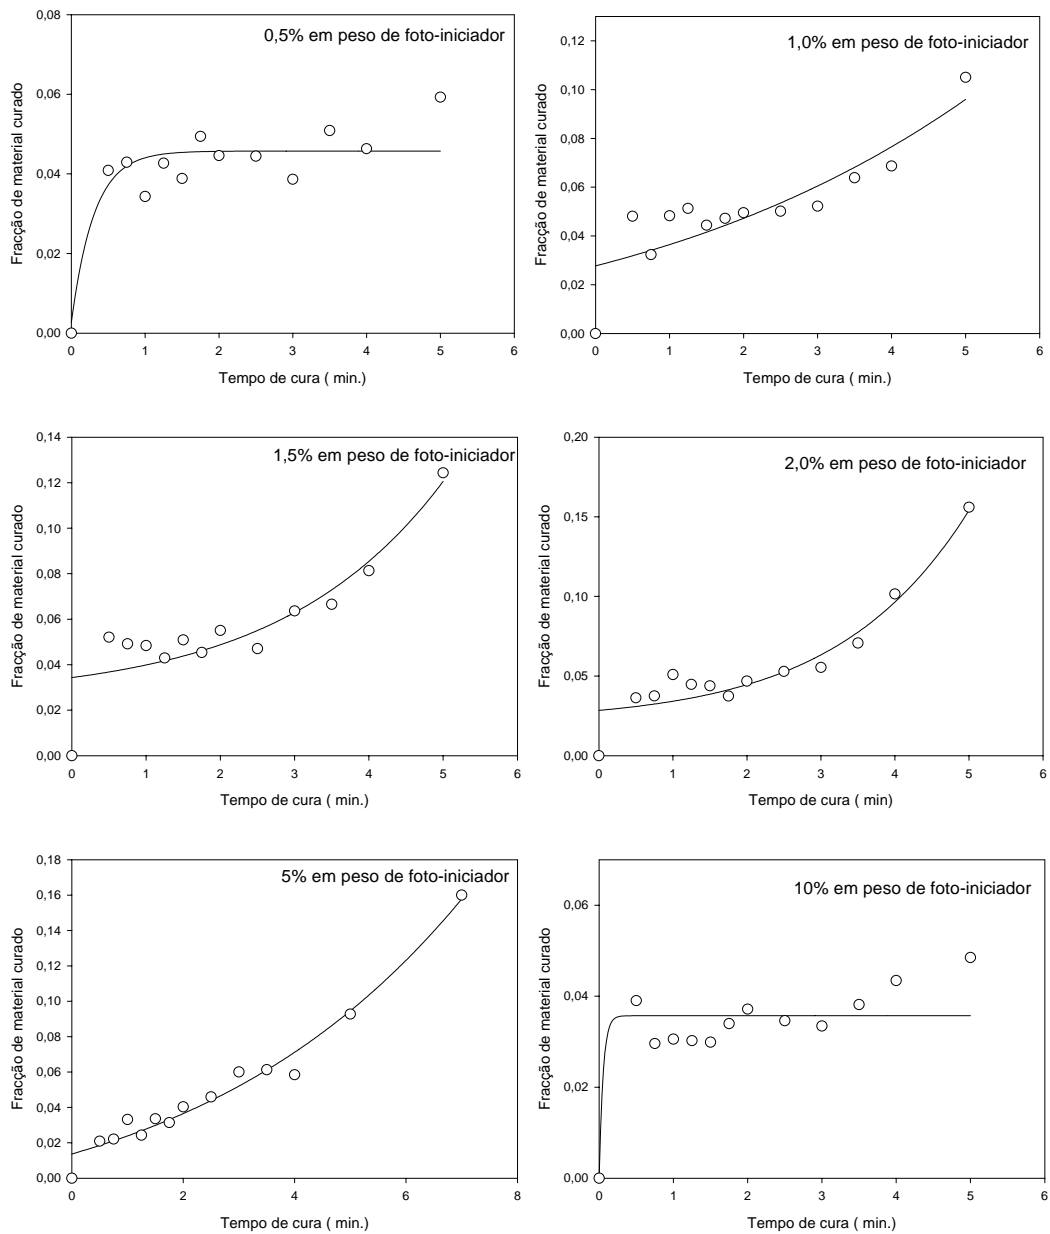 0,5% em peso de foto-iniciador
Fracção de material curado
0,08
0,06
0,04
0,02
0,00
0 1 2 3 4 5 6
Tempo de cura ( min.)
1,0% em peso de foto-iniciador
Fracção de material curado
0,12
0,10
0,08
0,06
0,04
0,02
0,00
0 1 2 3 4 5 6
Tempo de cura ( min.)
1,5% em peso de foto-iniciador
Fracção de material curado
0,14
0,12
0,10
0,08
0,06
0,04
0,02
0,00
0 1 2 3 4 5 6
Tempo de cura ( min.)
2,0% em peso de foto-iniciador
Fracção de material curado
0,20
0,15
0,10
0,05
0,00
0 1 2 3 4 5 6
Tempo de cura ( min)
5% em peso de foto-iniciador
Fracção de material curado
0,18
0,16
0,14
0,12
0,10
0,08
0,06
0,04
0,02
0,00
0 2 4 6 8
Tempo de cura ( min.)
10% em peso de foto-iniciador
Fracção de material curado
0,06
0,04
0,02
0,00
0 1 2 3 4 5 6
Tempo de cura ( min.)